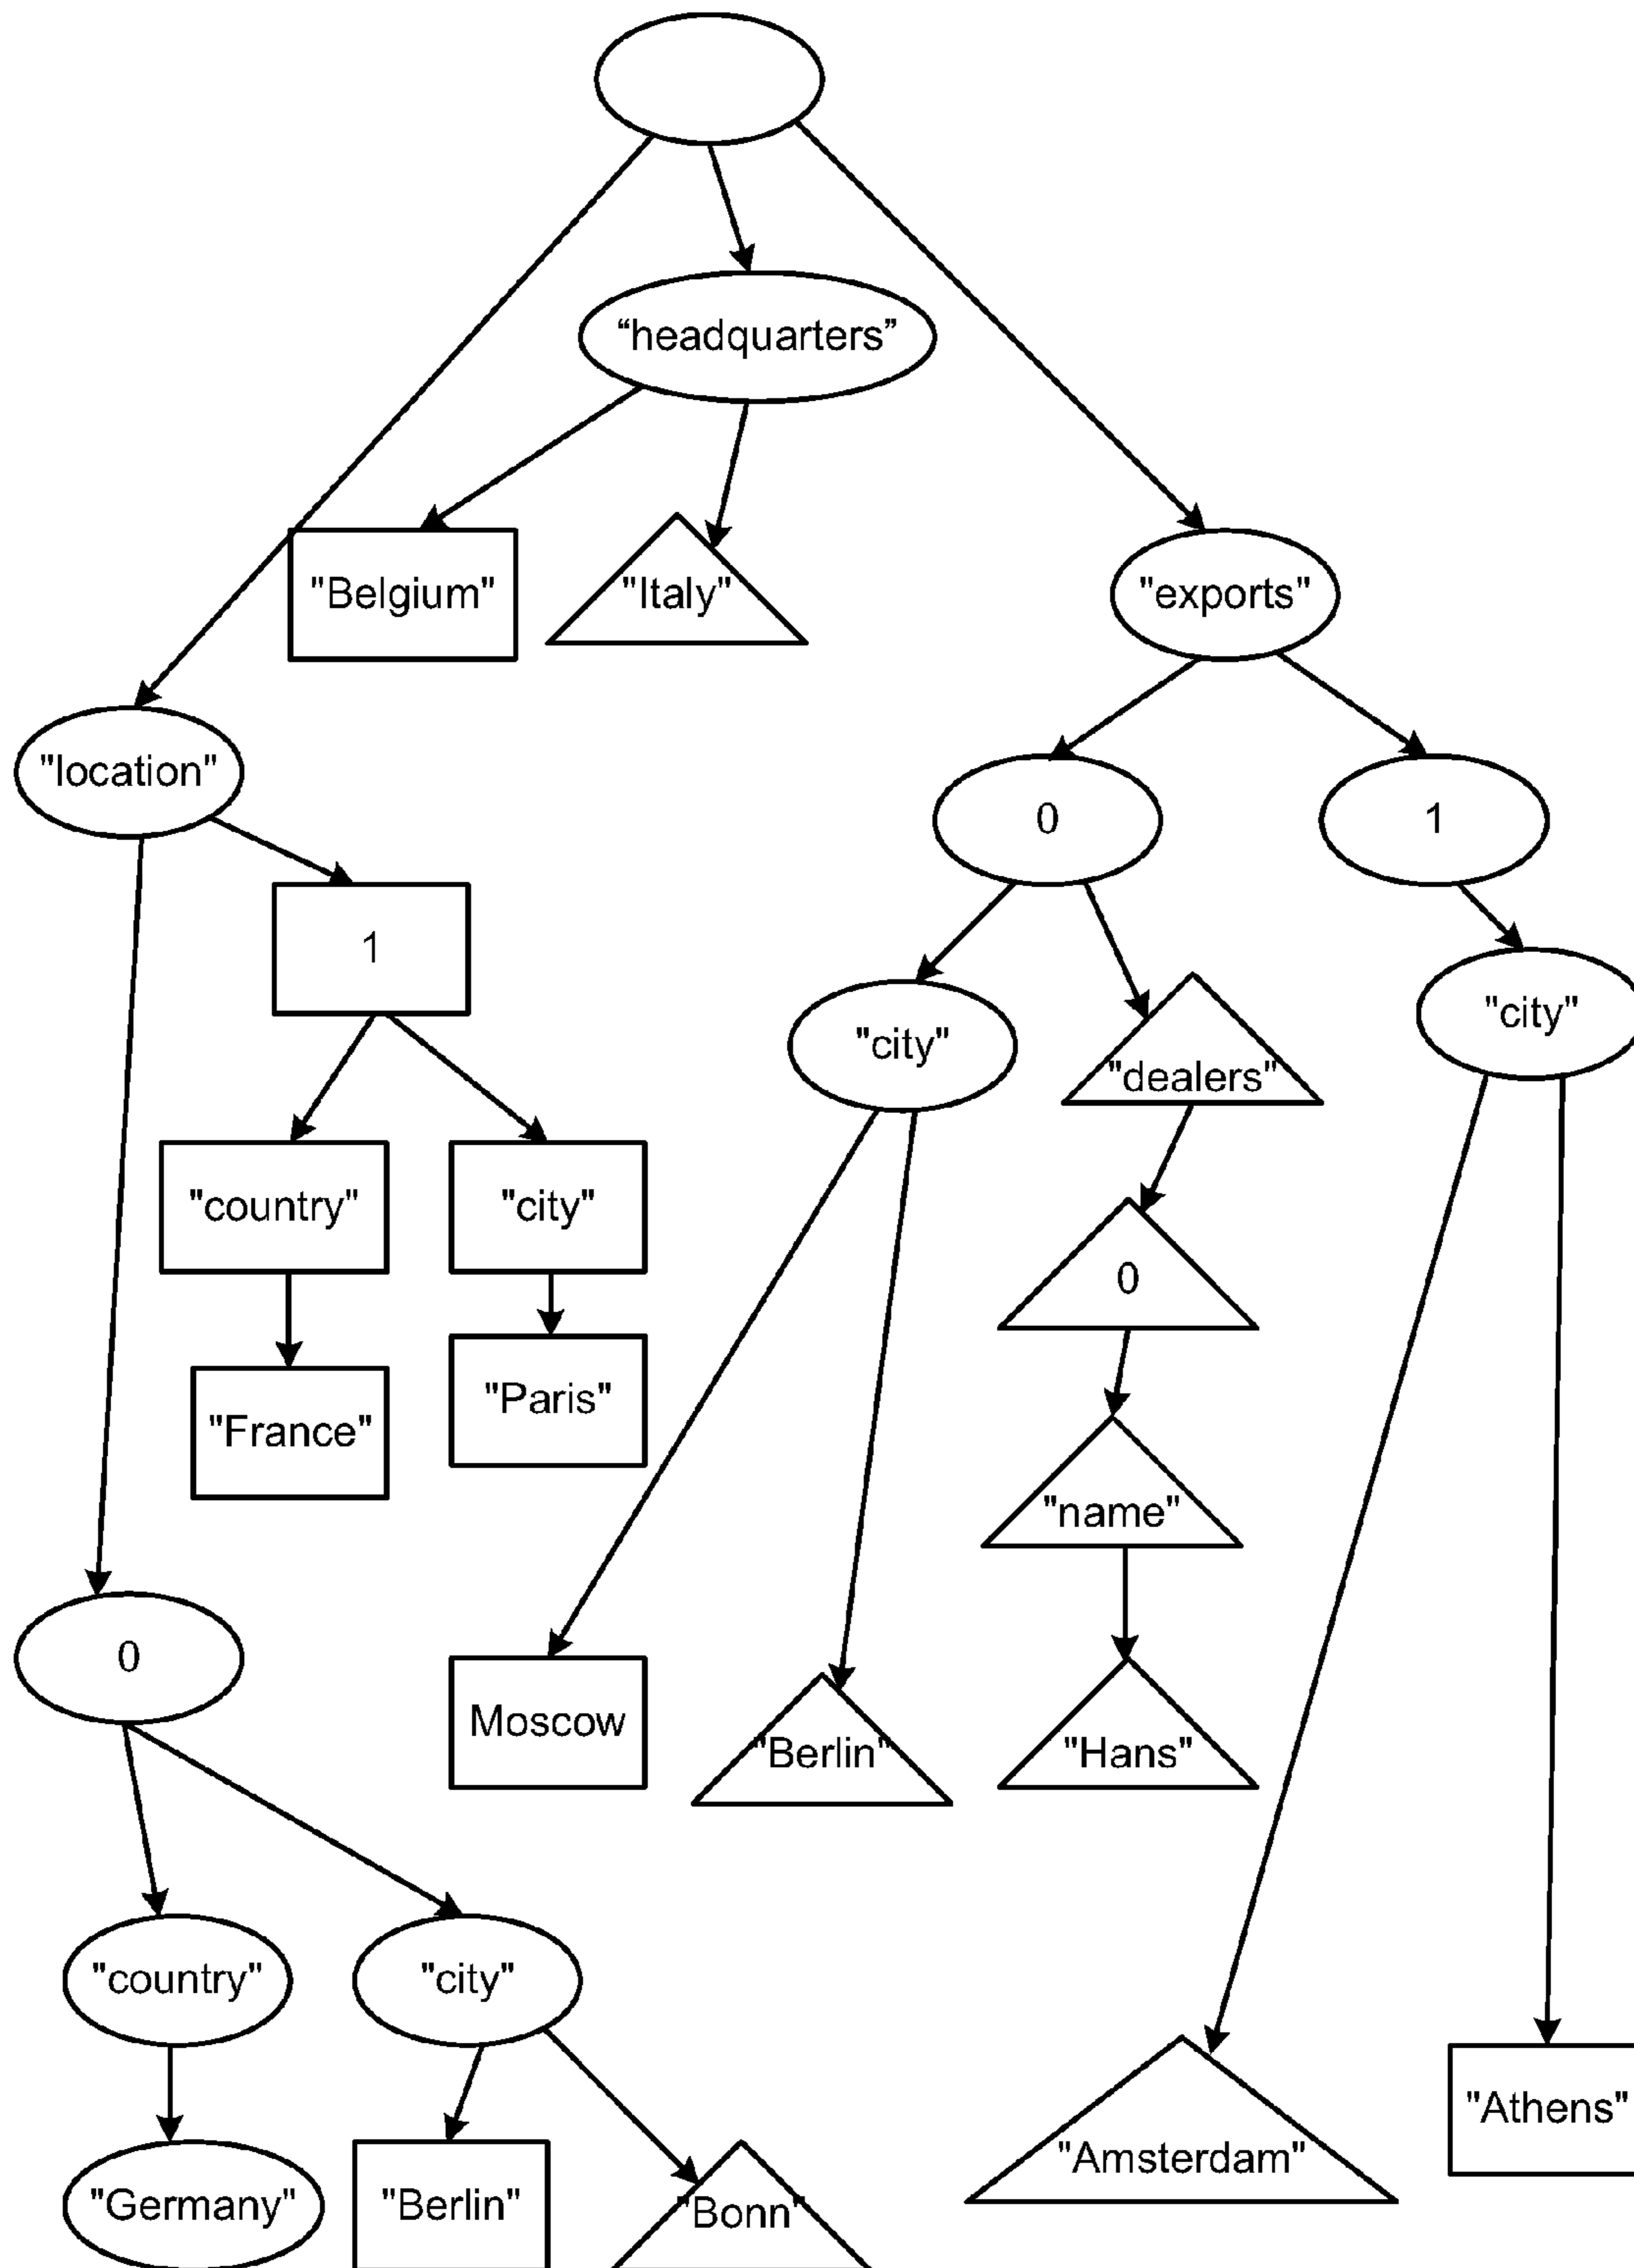 “headquarters”
"Belgium"
"Italy"
"exports"
"location"
0
1
1
"city"
"city"
"dealers"
"country"
"city"
0
"Paris"
"France"
"name"
0
Moscow
"Berlin"
"Hans"
"country"
"city"
"Athens"
"Amsterdam"
"Germany"
"Berlin"
"Bonn"